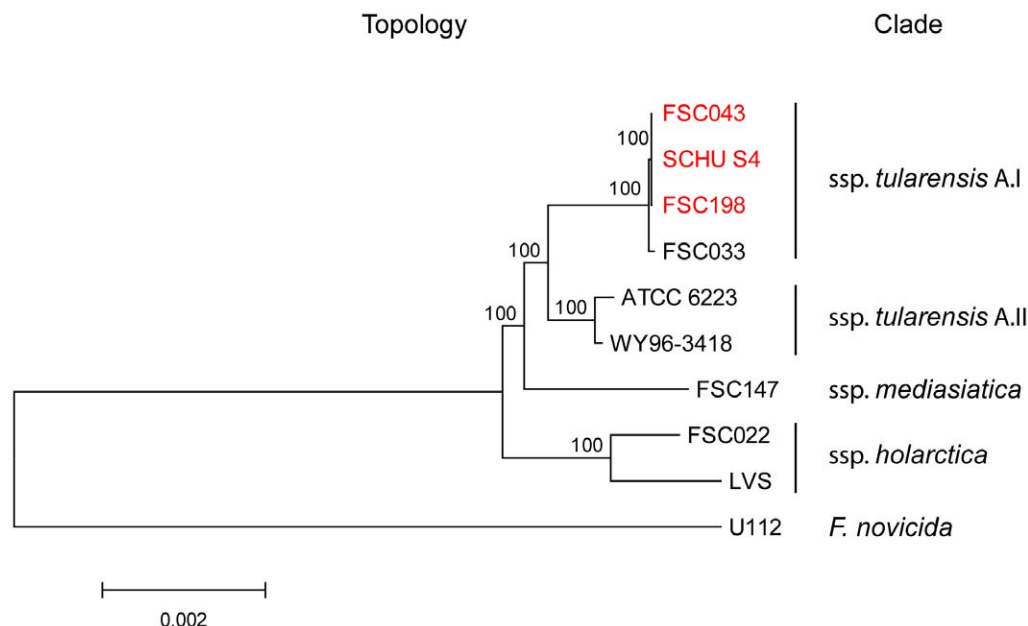 Topology Clade
FSC043
100
SCHU S4
ssp. tularensis A.I
100
FSC198
FSC033
100
ATCC 6223
100
ssp. tularensis A.II
100
WY96-3418
FSC147 ssp. mediasiatica
FSC022
100
ssp. holarctica
LVS
U112 F. novicida
0.002